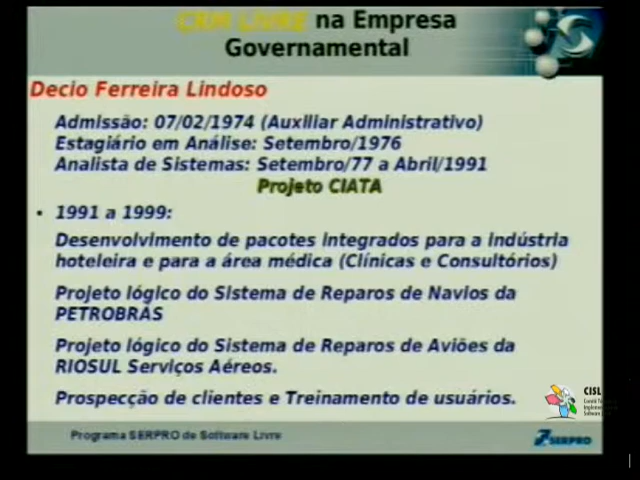 CRM LIVRE na Empresa
Governamental
Decio Ferreira Lindoso
Admissão: 07/02/1974 (Auxiliar Administrativo)
Estagiário em Análise: Setembro/1976
Analista de Sistemas: Setembro/77 a Abril/1991
Projeto CIATA
• 1991 a 1999:
Desenvolvimento de pacotes integrados para a indústria
hoteleira e para a área médica (Clínicas e Consultórios)
Projeto lógico do Sistema de Reparos de Navios da
PETROBRAS
Projeto lógico do Sistema de Reparos de Aviões da
RIOSUL Serviços Aéreos.
Prospecção de clientes e Treinamento de usuários.
CISL
Software
Programa SERPRO de Software Livre
SERPRO